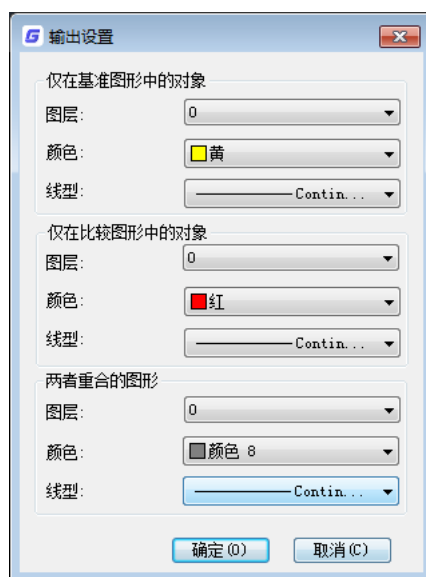 输出设置
仅在基准图形中的对象
图层: 0
颜色: 黄
线型: Contin...
仅在比较图形中的对象
图层: 0
颜色: 红
线型: Contin...
两者重合的图形
图层: 0
颜色: 颜色 8
线型: Contin...
确定(O) 取消(C)